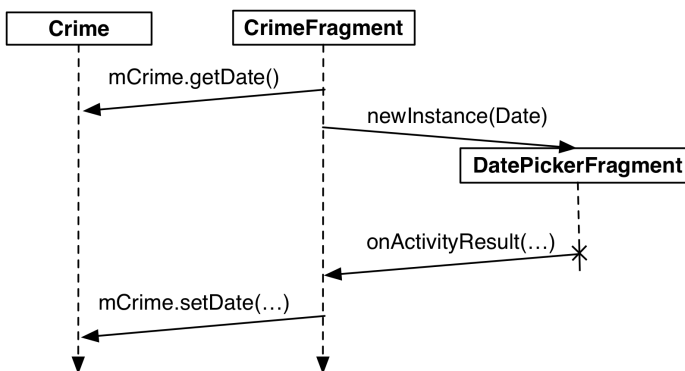 Crime
CrimeFragment
mCrime.getDate()
newInstance(Date)
DatePickerFragment
onActivityResult(…)
mCrime.setDate(…)